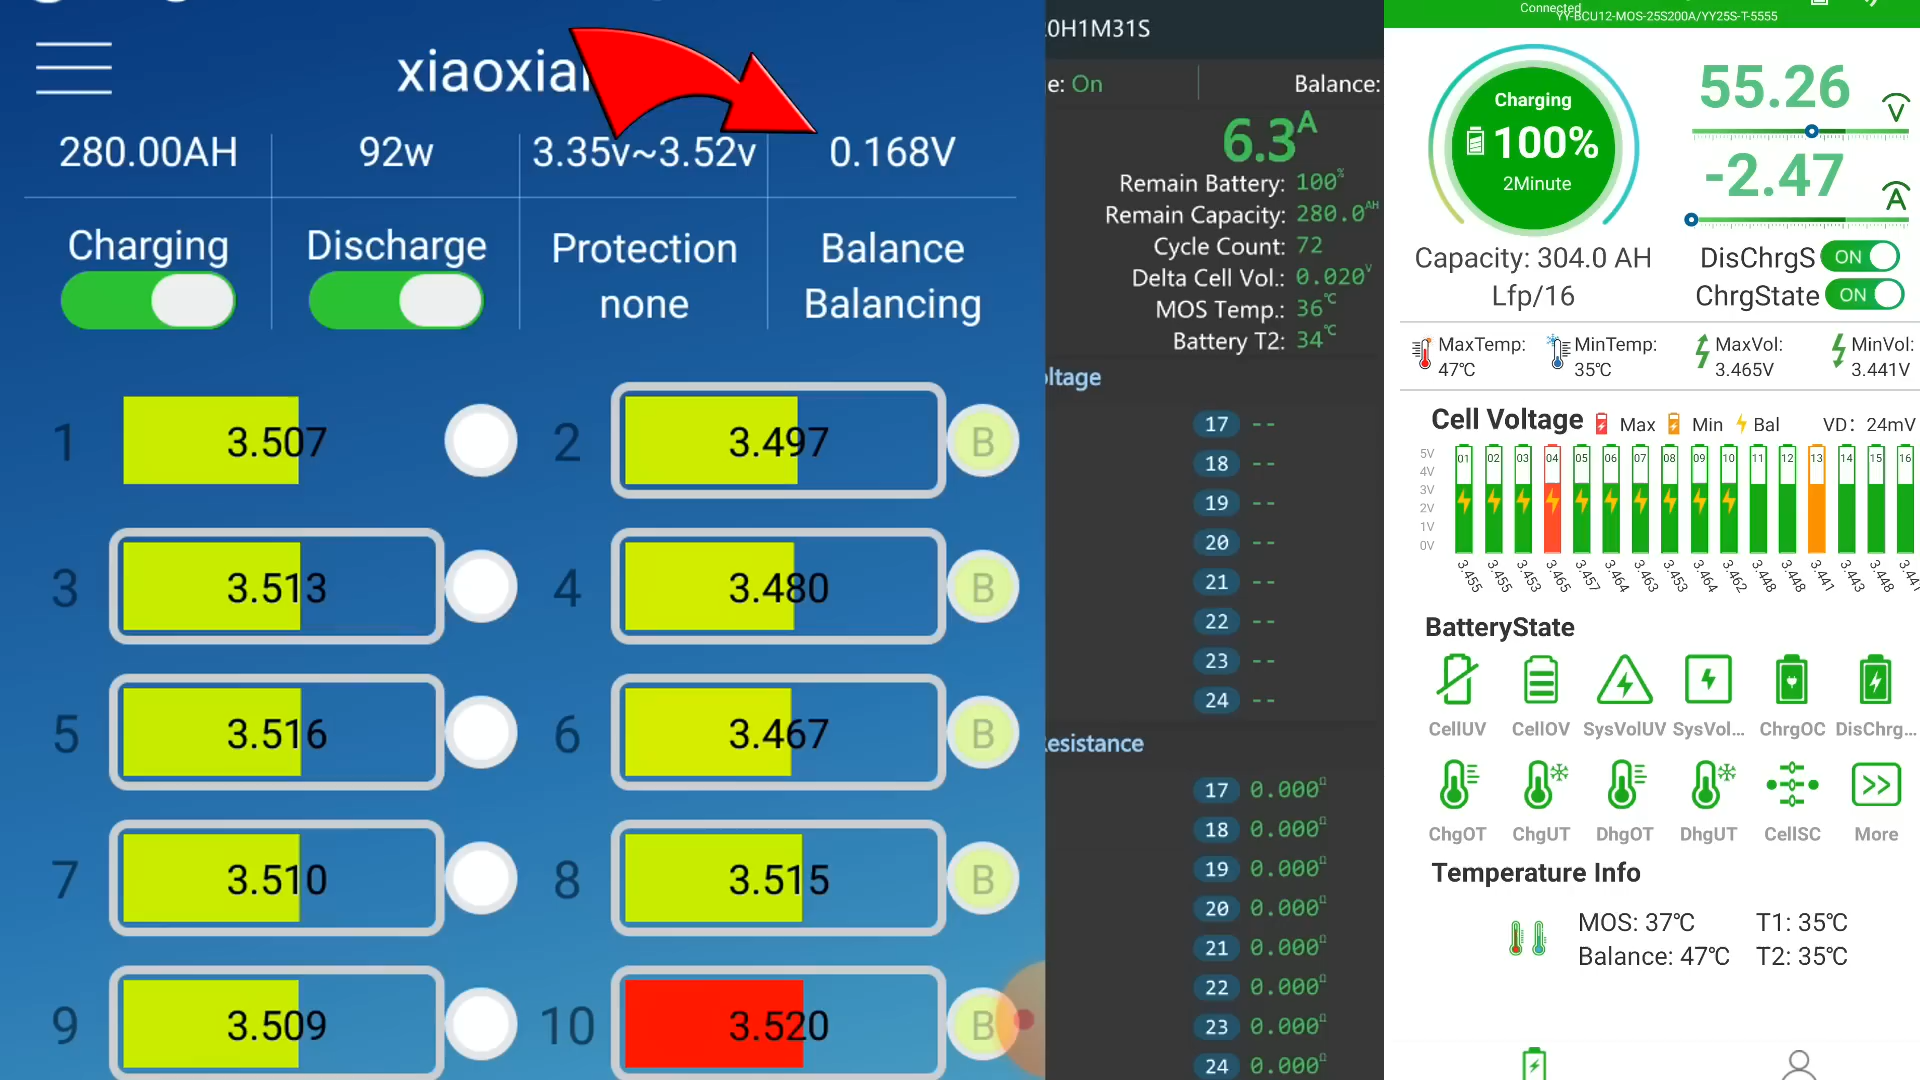 xiaoxia
280.00AH
92w
3.35v~3.52v
0.168V
Charging
Discharge
Protection
none
Balance
Balancing
1
3.507
2
3.497
B
3
3.513
4
3.480
B
5
3.516
6
3.467
B
7
3.510
8
3.515
B
9
3.509
10
3.520
B
0H1M31S
e: On
Balance:
6.3A
Remain Battery: 100%
Remain Capacity: 280.0AH
Cycle Count: 72
Delta Cell Vol.: 0.020V
MOS Temp.: 36℃
Battery T2: 34℃
ltage
17 --
18 --
19 --
20 --
21 --
22 --
23 --
24 --
esistance
17 0.000Ω
18 0.000Ω
19 0.000Ω
20 0.000Ω
21 0.000Ω
22 0.000Ω
23 0.000Ω
24 0.000Ω
Connected
YY-BCU12-MOS-25S200A/YY25S-T-5555
Charging
100%
2Minute
55.26
V
-2.47
A
Capacity: 304.0 AH
Lfp/16
DisChrgS ON
ChrgState ON
MaxTemp:
47℃
MinTemp:
35℃
MaxVol:
3.465V
MinVol:
3.441V
Cell Voltage Max Min Bal VD: 24mV
5V
4V
3V
2V
1V
0V
01 02 03 04 05 06 07 08 09 10 11 12 13 14 15 16
3.455 3.455 3.453 3.465 3.457 3.464 3.463 3.453 3.464 3.462 3.448 3.448 3.441 3.443 3.448 3.44
BatteryState
CellUV CellOV SysVolUV SysVol... ChrgOC DisChrg...
ChgOT ChgUT DhgOT DhgUT CellSC More
Temperature Info
MOS: 37℃ T1: 35℃
Balance: 47℃ T2: 35℃